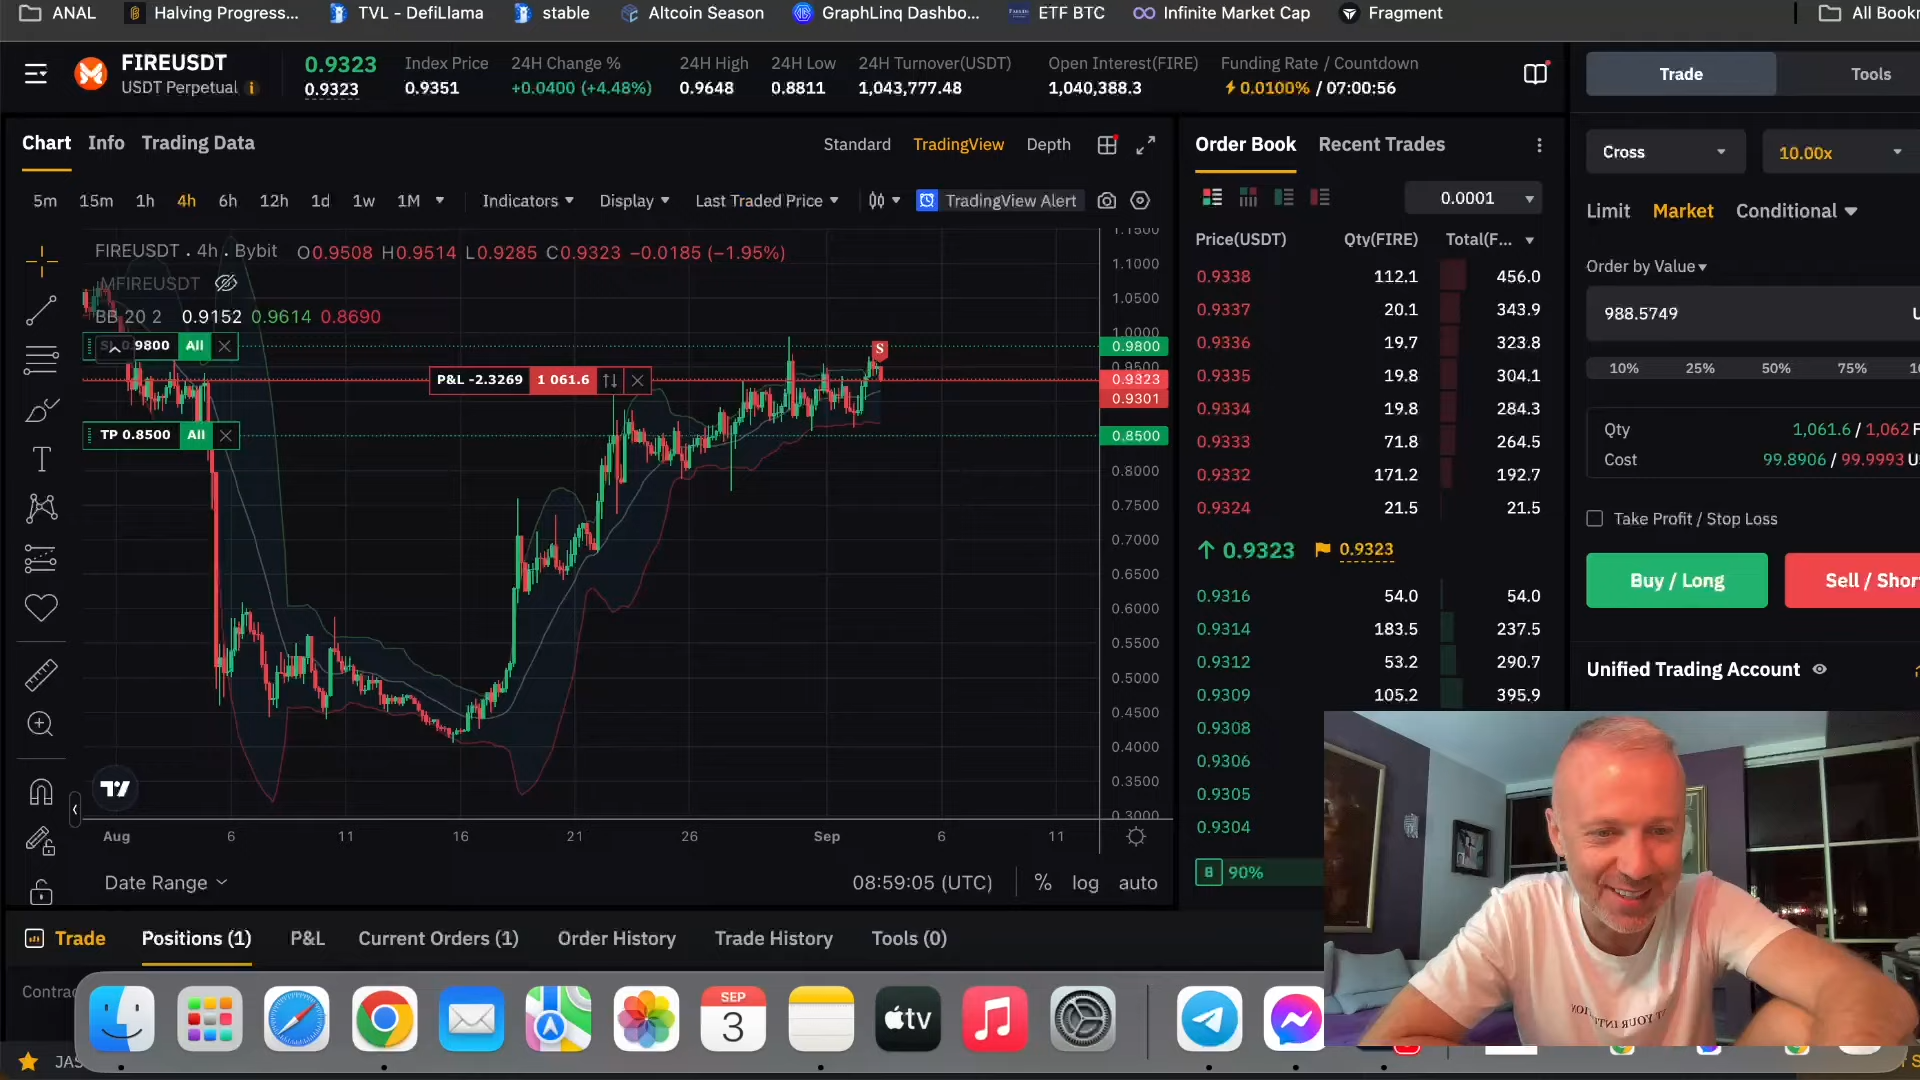 ANAL
Halving Progress...
TVL - DefiLlama
stable
Altcoin Season
GraphLinq Dashbo...
ETF BTC
Infinite Market Cap
Fragment
All Bookr
FIREUSDT
USDT Perpetual
0.9323
0.9323
Index Price
0.9351
24H Change %
+0.0400 (+4.48%)
24H High
0.9648
24H Low
0.8811
24H Turnover(USDT)
1,043,777.48
Open Interest(FIRE)
1,040,388.3
Funding Rate / Countdown
0.0100% / 07:00:56
Trade
Tools
Chart
Info
Trading Data
Standard
TradingView
Depth
5m 15m 1h 4h 6h 12h 1d 1w 1M
Indicators
Display
Last Traded Price
TradingView Alert
FIREUSDT . 4h . Bybit O0.9508 H0.9514 L0.9285 C0.9323 −0.0185 (−1.95%)
MFIREUSDT
BB 20 2 0.9152 0.9614 0.8690
0.9800 All
P&L -2.3269 1 061.6
TP 0.8500 All
S
1.1500
1.1000
1.0500
1.0000
0.9800
0.9500
0.9323
0.9301
0.8500
0.8000
0.7500
0.7000
0.6500
0.6000
0.5500
0.5000
0.4500
0.4000
0.3500
0.3000
Aug 6 11 16 21 26 Sep 6 11
Date Range
08:59:05 (UTC)
% log auto
Order Book
Recent Trades
0.0001
Price(USDT) Qty(FIRE) Total(F...
0.9338 112.1 456.0
0.9337 20.1 343.9
0.9336 19.7 323.8
0.9335 19.8 304.1
0.9334 19.8 284.3
0.9333 71.8 264.5
0.9332 171.2 192.7
0.9324 21.5 21.5
0.9323 0.9323
0.9316 54.0 54.0
0.9314 183.5 237.5
0.9312 53.2 290.7
0.9309 105.2 395.9
0.9308
0.9306
0.9305
0.9304
B 90%
Cross
10.00x
Limit
Market
Conditional
Order by Value
988.5749
10% 25% 50% 75%
Qty 1,061.6 / 1,062 F
Cost 99.8906 / 99.9993 U
Take Profit / Stop Loss
Buy / Long
Sell / Shor
Unified Trading Account
Trade
Positions (1)
P&L
Current Orders (1)
Order History
Trade History
Tools (0)
Contrac
SEP
3
tv
JAS